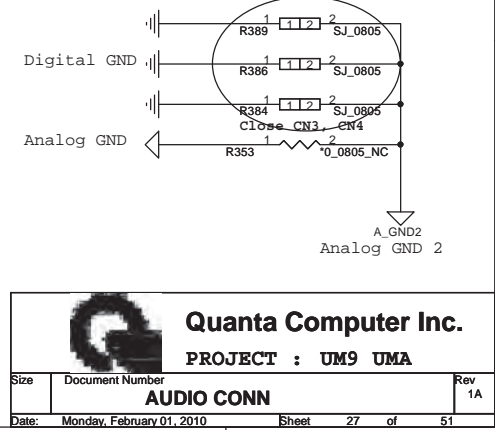 1 1 2 2
R389 SJ_0805
Digital GND
1 1 2 2
R386 SJ_0805
1 1 2 2
R384 SJ_0805
Close CN3, CN4
Analog GND
1 2
R353 *0_0805_NC
A_GND2
Analog GND 2
Quanta Computer Inc.
PROJECT : UM9 UMA
Size Document Number Rev
AUDIO CONN 1A
Date: Monday, February 01, 2010 Sheet 27 of 51